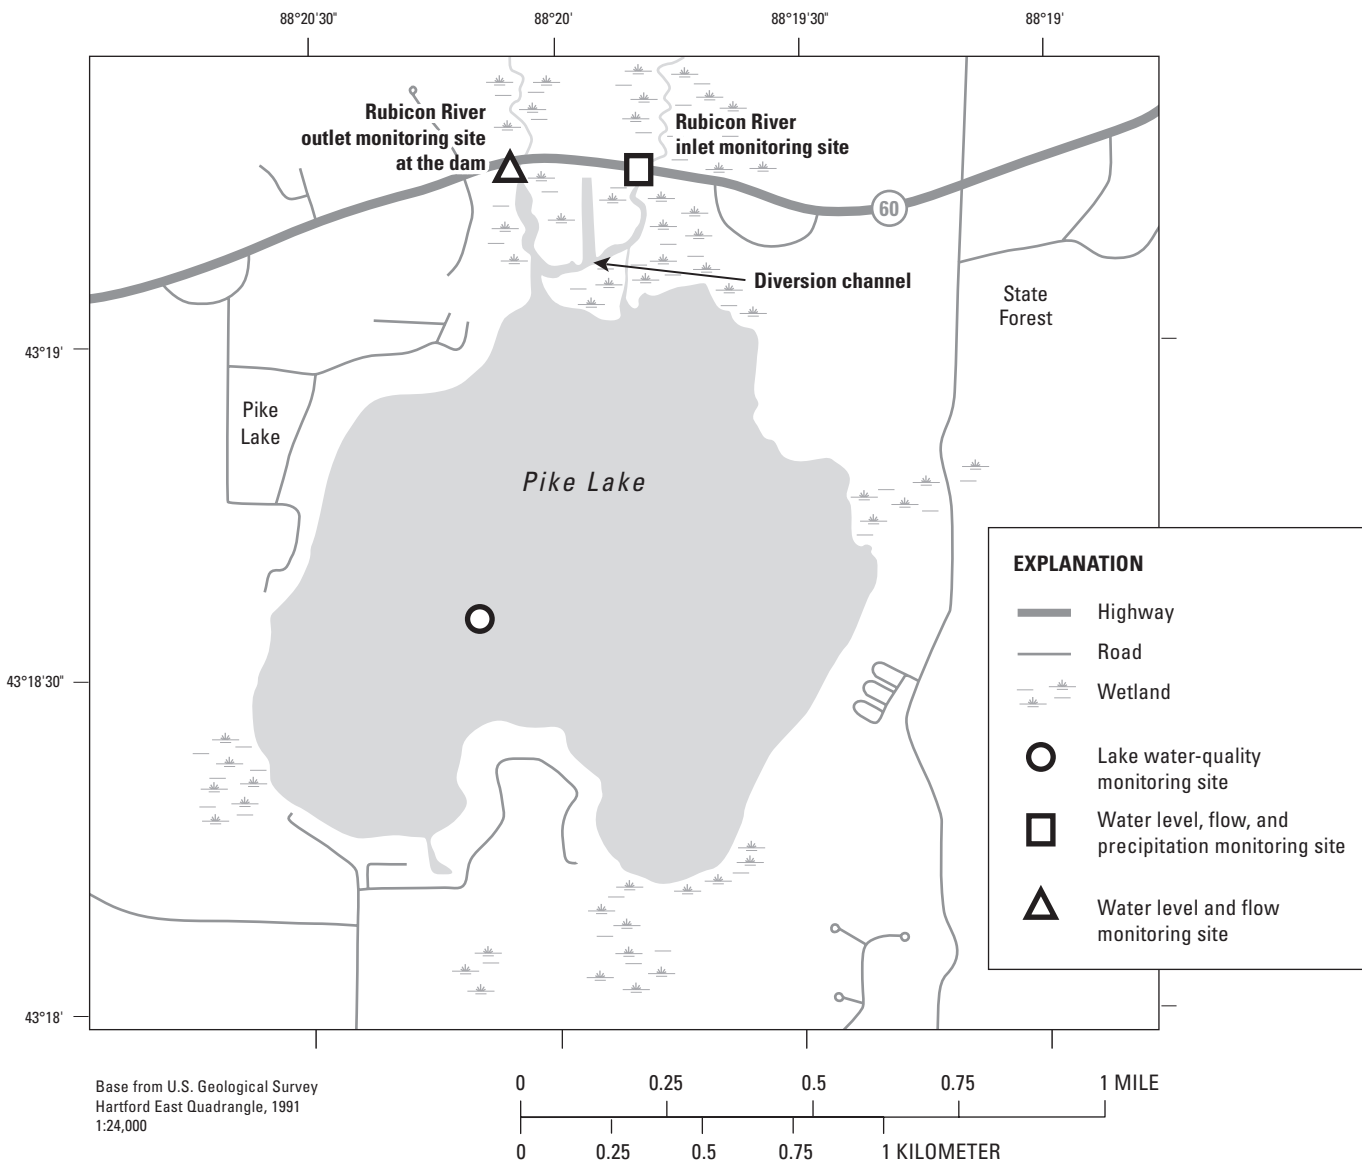 88°20'30"
88°20'
88°19'30"
88°19'
Rubicon River
outlet monitoring site
at the dam
Rubicon River
inlet monitoring site
60
Diversion channel
State
Forest
43°19'
Pike
Lake
Pike Lake
43°18'30"
43°18'
EXPLANATION
Highway
Road
Wetland
Lake water-quality
monitoring site
Water level, flow, and
precipitation monitoring site
Water level and flow
monitoring site
Base from U.S. Geological Survey
Hartford East Quadrangle, 1991
1:24,000
0 0.25 0.5 0.75 1 MILE
0 0.25 0.5 0.75 1 KILOMETER